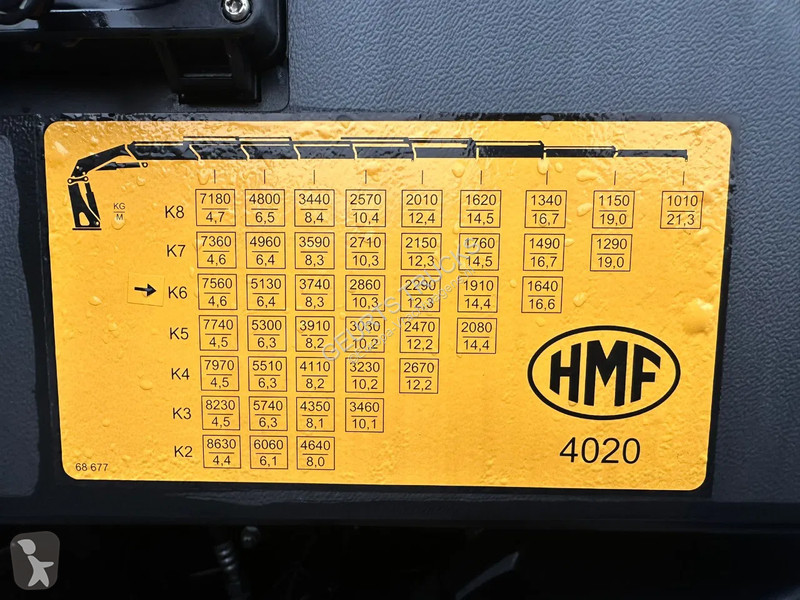 KG
M
K8 7180 4800 3440 2570 2010 1620 1340 1150 1010
4,7 6,5 8,4 10,4 12,4 14,5 16,7 19,0 21,3
K7 7360 4960 3590 2710 2150 1760 1490 1290
4,6 6,4 8,3 10,3 12,3 14,5 16,7 19,0
K6 7560 5130 3740 2860 2290 1910 1640
4,6 6,4 8,3 10,3 12,3 14,4 16,6
K5 7740 5300 3910 3080 2470 2080
4,5 6,3 8,2 10,2 12,2 14,4
K4 7970 5510 4110 3230 2670
4,5 6,3 8,2 10,2 12,2
K3 8230 5740 4350 3460
4,5 6,3 8,1 10,1
K2 8630 6060 4640
4,4 6,1 8,0
HMF
4020
68 677
GEURTS TRUCKS